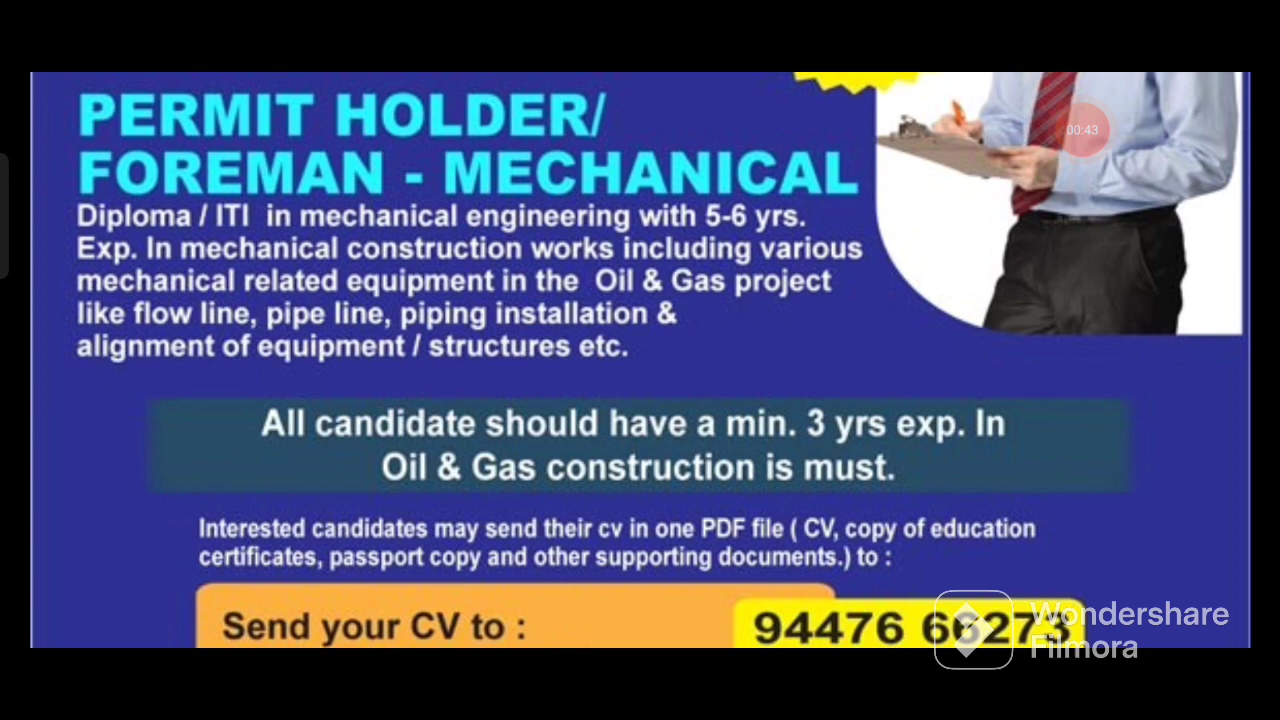 PERMIT HOLDER/
FOREMAN - MECHANICAL
00:43
Diploma / ITI in mechanical engineering with 5-6 yrs.
Exp. In mechanical construction works including various
mechanical related equipment in the Oil & Gas project
like flow line, pipe line, piping installation &
alignment of equipment / structures etc.
All candidate should have a min. 3 yrs exp. In
Oil & Gas construction is must.
Interested candidates may send their cv in one PDF file ( CV, copy of education
certificates, passport copy and other supporting documents.) to :
Send your CV to :
94476 66273
Wondershare
Filmora